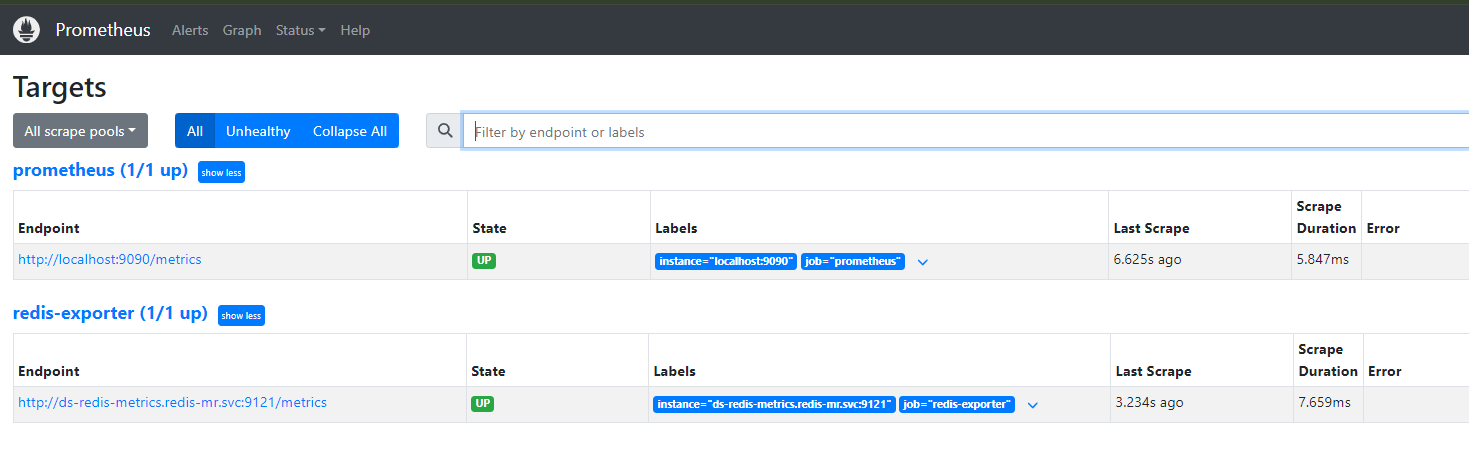 Prometheus Alerts Graph Status Help
Targets
All scrape pools All Unhealthy Collapse All Filter by endpoint or labels
prometheus (1/1 up) show less
Endpoint State Labels Last Scrape Scrape Duration Error
http://localhost:9090/metrics UP instance="localhost:9090" job="prometheus" 6.625s ago 5.847ms
redis-exporter (1/1 up) show less
Endpoint State Labels Last Scrape Scrape Duration Error
http://ds-redis-metrics.redis-mr.svc:9121/metrics UP instance="ds-redis-metrics.redis-mr.svc:9121" job="redis-exporter" 3.234s ago 7.659ms